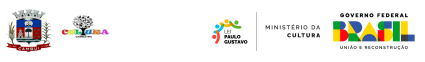 CAMBUÍ
CULTURA
LEI
PAULO
GUSTAVO
MINISTÉRIO DA
CULTURA
GOVERNO FEDERAL
BRASIL
UNIÃO E RECONSTRUÇÃO